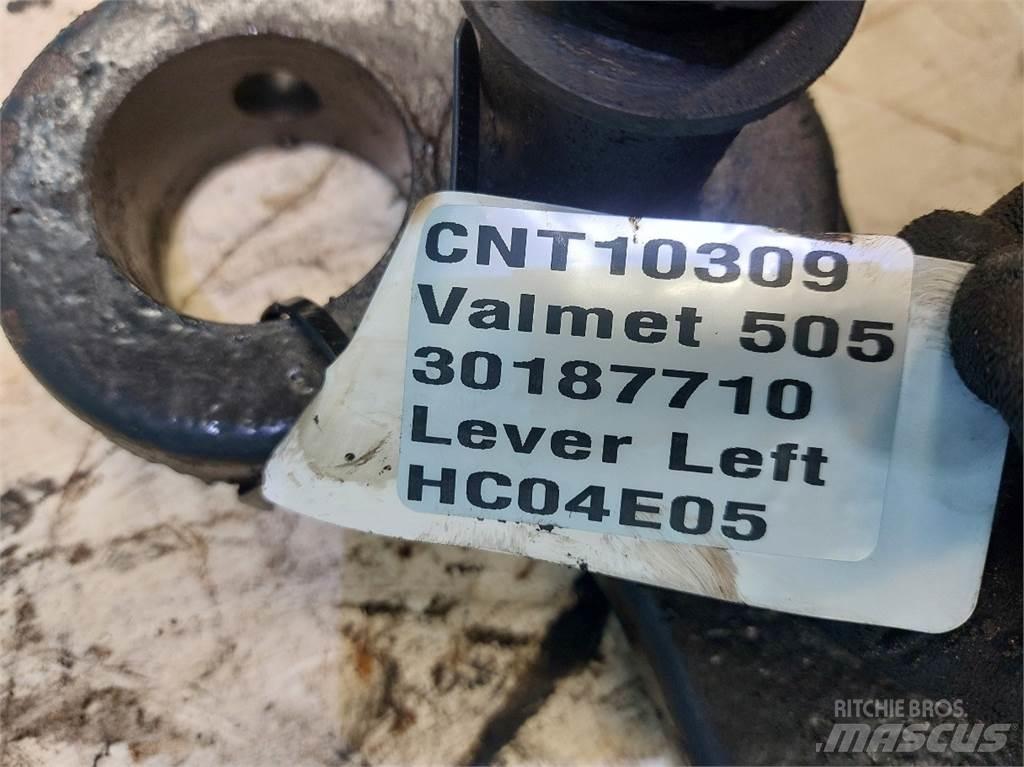 CNT10309
Valmet 505
30187710
Lever Left
HC04E05
RITCHIE BROS.
MASCUS